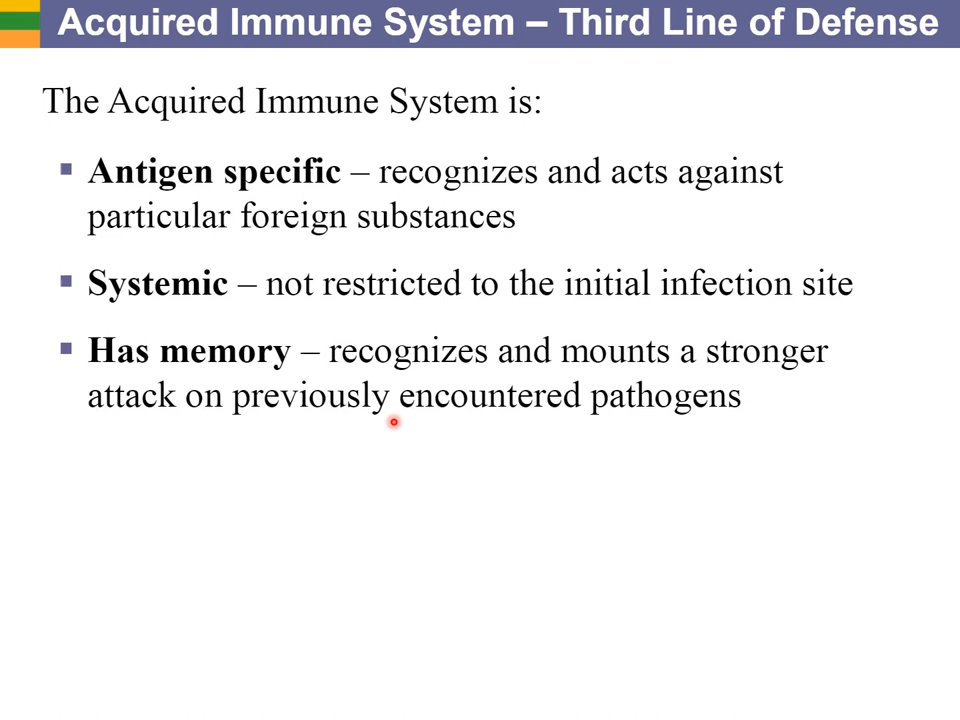 Acquired Immune System – Third Line of Defense
The Acquired Immune System is:
▪ Antigen specific – recognizes and acts against
particular foreign substances
▪ Systemic – not restricted to the initial infection site
▪ Has memory – recognizes and mounts a stronger
attack on previously encountered pathogens